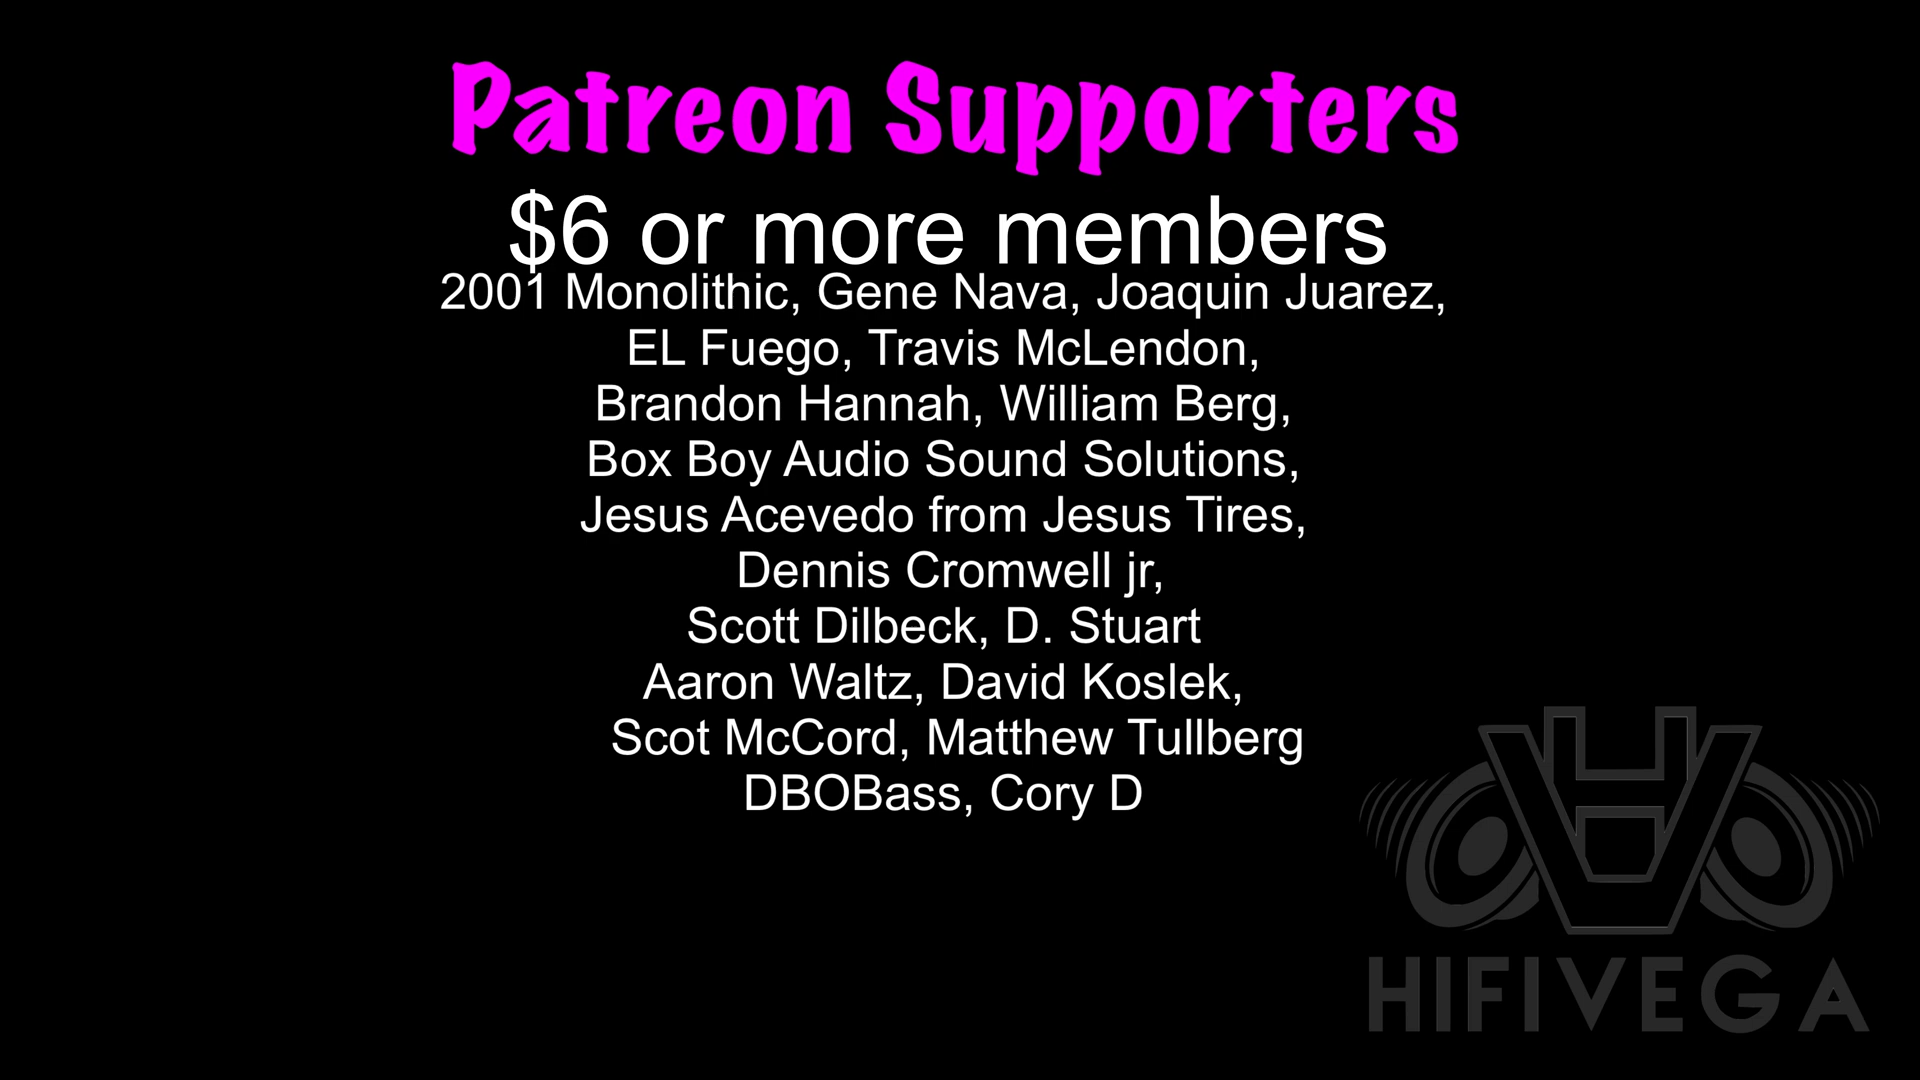 Patreon Supporters
$6 or more members
2001 Monolithic, Gene Nava, Joaquin Juarez,
EL Fuego, Travis McLendon,
Brandon Hannah, William Berg,
Box Boy Audio Sound Solutions,
Jesus Acevedo from Jesus Tires,
Dennis Cromwell jr,
Scott Dilbeck, D. Stuart
Aaron Waltz, David Koslek,
Scot McCord, Matthew Tullberg
DBOBass, Cory D
HIFIVEGA